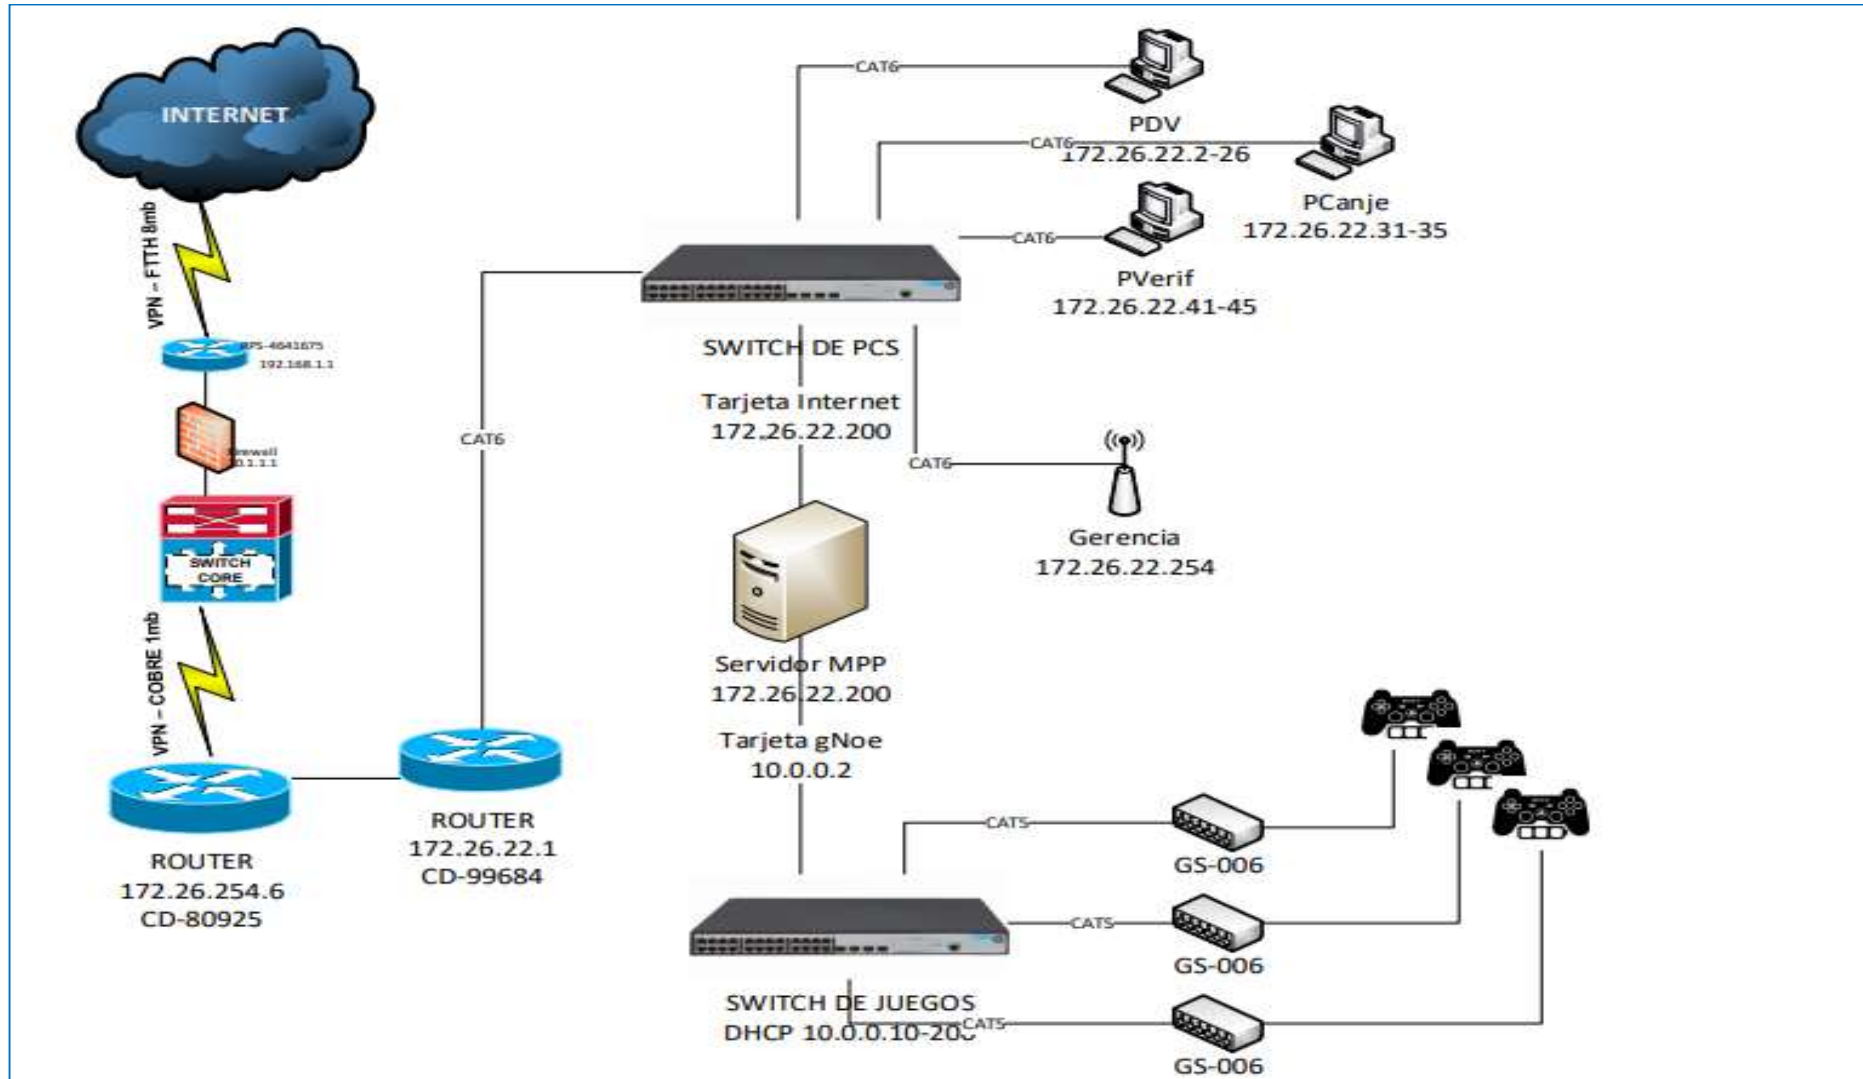 INTERNET
VPN – FTTH 8mb
192.168.1.1
SWITCH
CORE
VPN – COBRE 1mb
ROUTER
172.26.254.6
CD-80925
ROUTER
172.26.22.1
CD-99684
CAT6
CAT6
PDV
172.26.22.2-26
CAT6
PCanje
172.26.22.31-35
CAT6
PVerif
172.26.22.41-45
SWITCH DE PCS
Tarjeta Internet
172.26.22.200
CAT6
Gerencia
172.26.22.254
Servidor MPP
172.26.22.200
Tarjeta gNoe
10.0.0.2
CAT5
GS-006
CAT5
GS-006
SWITCH DE JUEGOS
DHCP 10.0.0.10-200
CAT5
GS-006